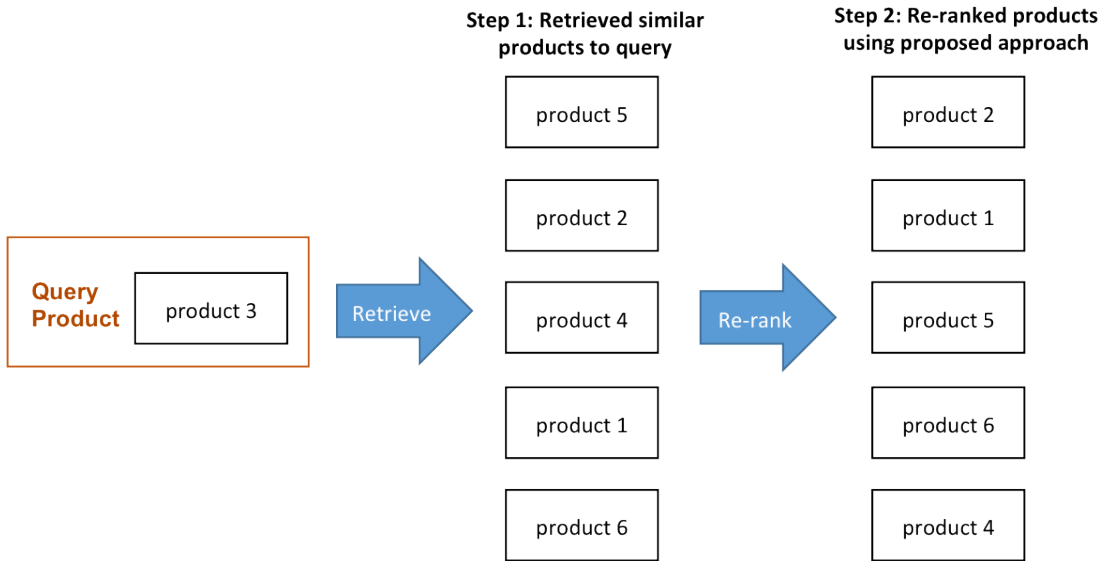 Step 1: Retrieved similar
products to query
Step 2: Re-ranked products
using proposed approach
Query
Product
product 3
Retrieve
product 5
product 2
product 4
product 1
product 6
Re-rank
product 2
product 1
product 5
product 6
product 4